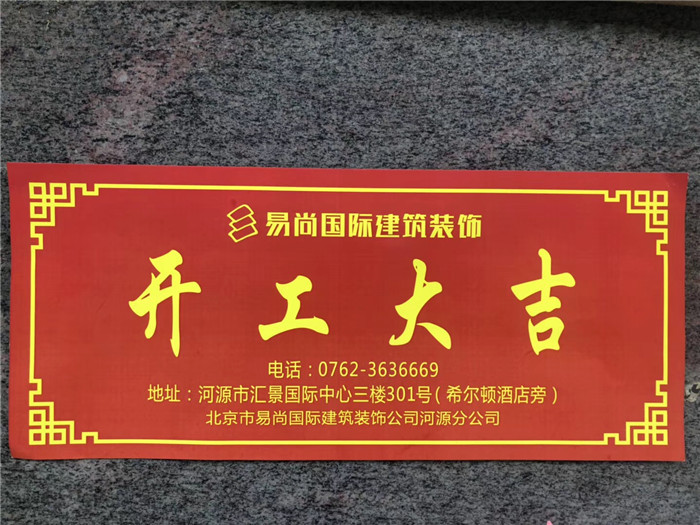 易尚国际建筑装饰
开工大吉
电话：0762-3636669
地址：河源市汇景国际中心三楼301号（希尔顿酒店旁）
北京市易尚国际建筑装饰公司河源分公司